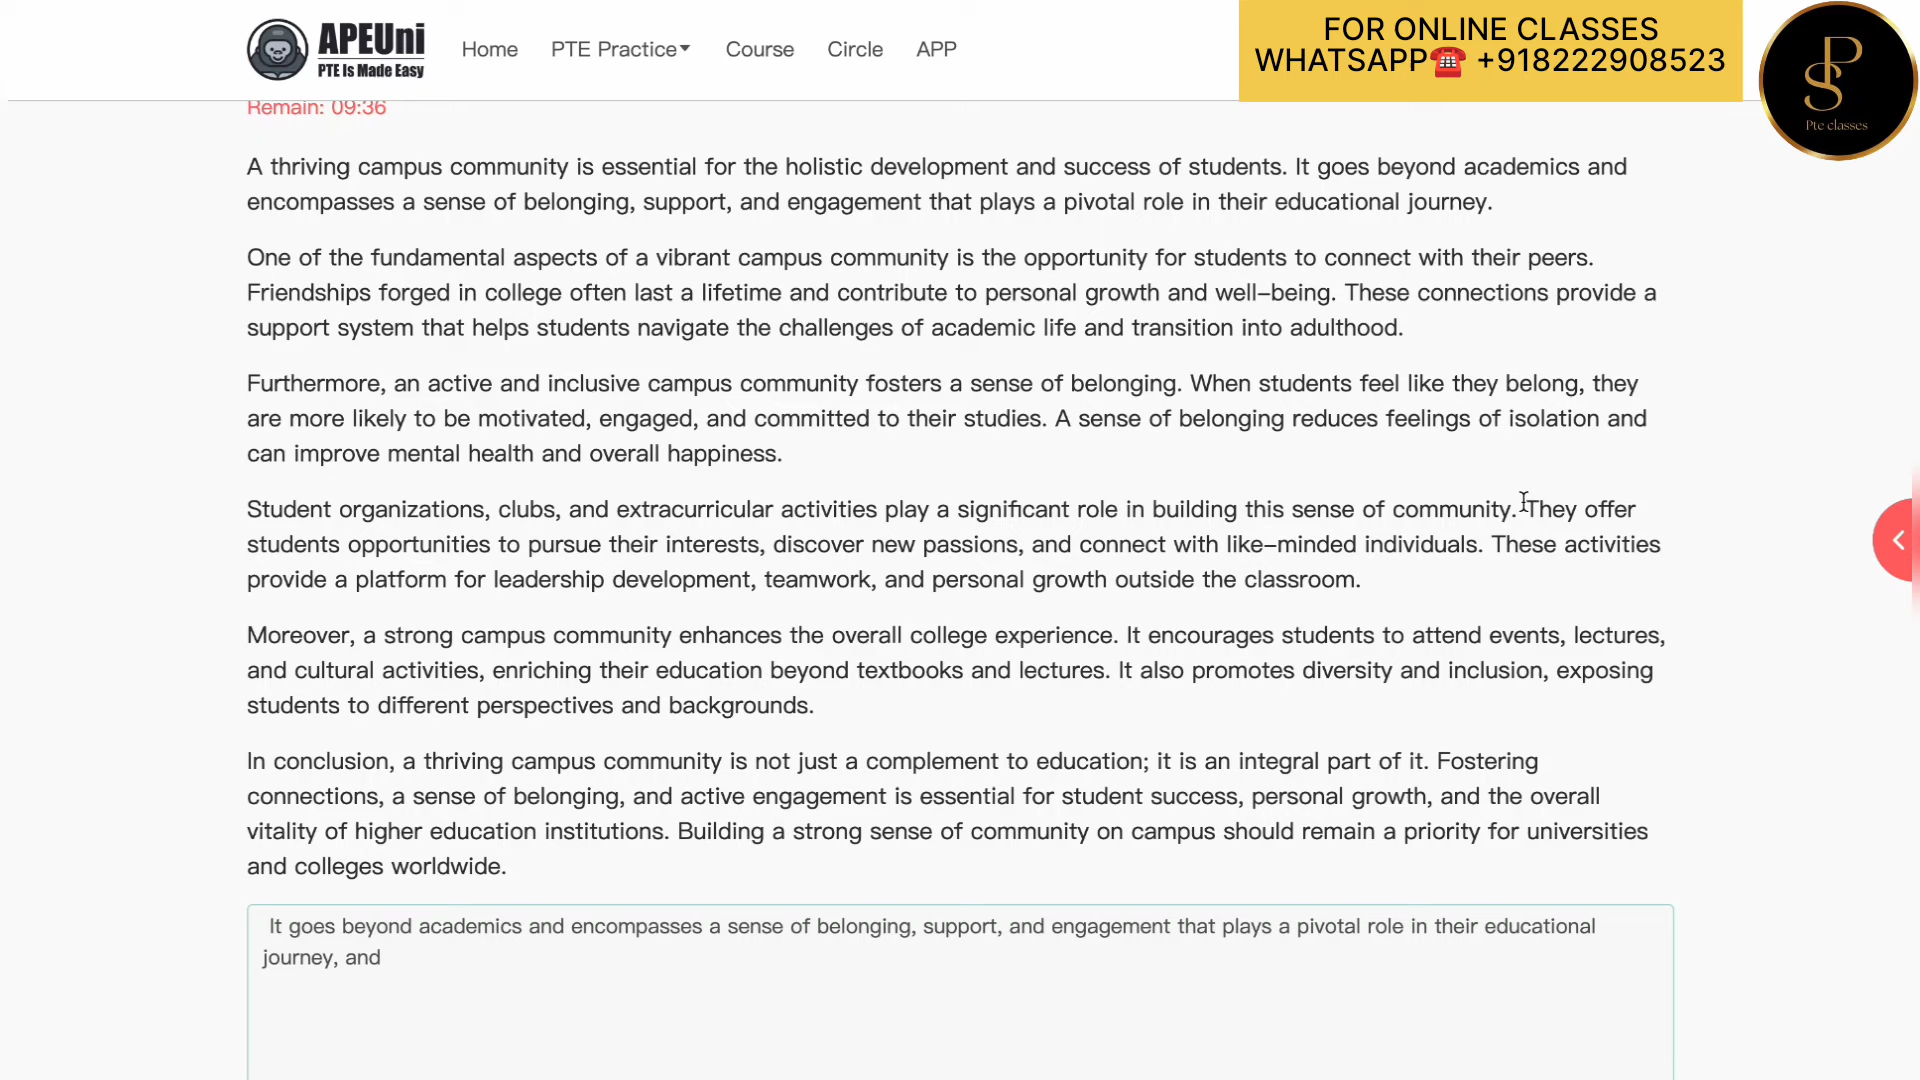 APEUni
PTE Is Made Easy
Home PTE Practice Course Circle APP
FOR ONLINE CLASSES
WHATSAPP☎️ +918222908523
PS
Pte classes
Remain: 09:36
A thriving campus community is essential for the holistic development and success of students. It goes beyond academics and
encompasses a sense of belonging, support, and engagement that plays a pivotal role in their educational journey.
One of the fundamental aspects of a vibrant campus community is the opportunity for students to connect with their peers.
Friendships forged in college often last a lifetime and contribute to personal growth and well–being. These connections provide a
support system that helps students navigate the challenges of academic life and transition into adulthood.
Furthermore, an active and inclusive campus community fosters a sense of belonging. When students feel like they belong, they
are more likely to be motivated, engaged, and committed to their studies. A sense of belonging reduces feelings of isolation and
can improve mental health and overall happiness.
Student organizations, clubs, and extracurricular activities play a significant role in building this sense of community. They offer
students opportunities to pursue their interests, discover new passions, and connect with like–minded individuals. These activities
provide a platform for leadership development, teamwork, and personal growth outside the classroom.
Moreover, a strong campus community enhances the overall college experience. It encourages students to attend events, lectures,
and cultural activities, enriching their education beyond textbooks and lectures. It also promotes diversity and inclusion, exposing
students to different perspectives and backgrounds.
In conclusion, a thriving campus community is not just a complement to education; it is an integral part of it. Fostering
connections, a sense of belonging, and active engagement is essential for student success, personal growth, and the overall
vitality of higher education institutions. Building a strong sense of community on campus should remain a priority for universities
and colleges worldwide.
It goes beyond academics and encompasses a sense of belonging, support, and engagement that plays a pivotal role in their educational
journey, and